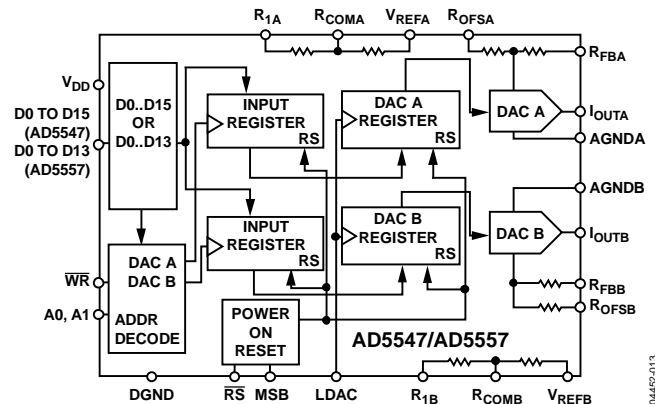 R1A
RCOMA
VREFA
ROFSA
RFBA
VDD
D0 TO D15
(AD5547)
D0 TO D13
(AD5557)
D0..D15
OR
D0..D13
INPUT
REGISTER
RS
DAC A
REGISTER
RS
DAC A
IOUTA
AGNDA
AGNDB
INPUT
REGISTER
RS
DAC B
REGISTER
RS
DAC B
IOUTB
RFBB
ROFSB
DAC A
DAC B
ADDR
DECODE
WR
A0, A1
POWER
ON
RESET
AD5547/AD5557
DGND
RS
MSB
LDAC
R1B
RCOMB
VREFB
04452-013